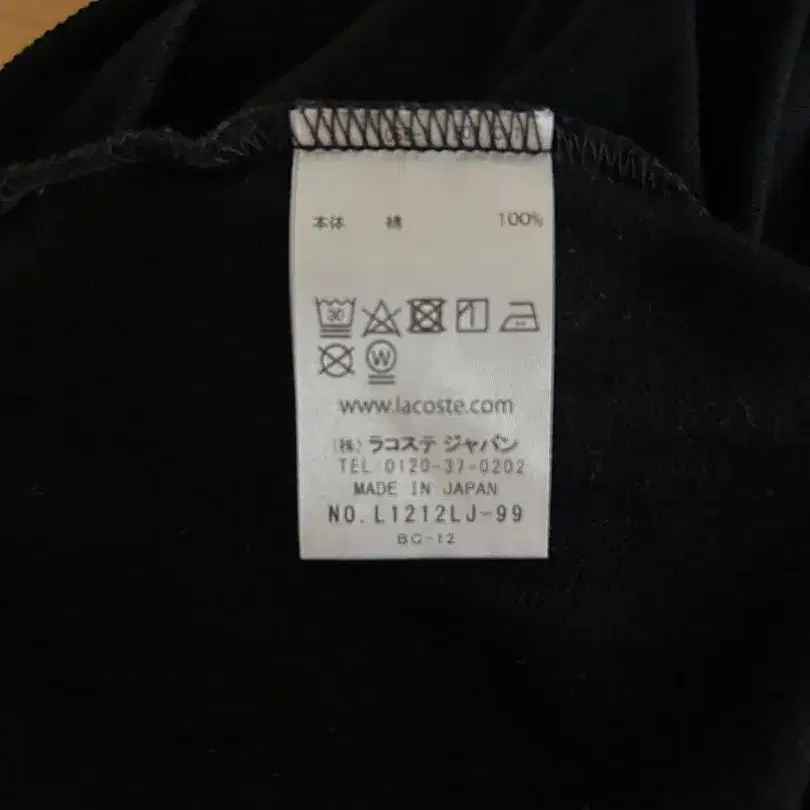 本体 綿 100%
30
W
www.lacoste.com
(株) ラコステ ジャパン
TEL 0120-37-0202
MADE IN JAPAN
NO. L1212LJ-99
BG-12